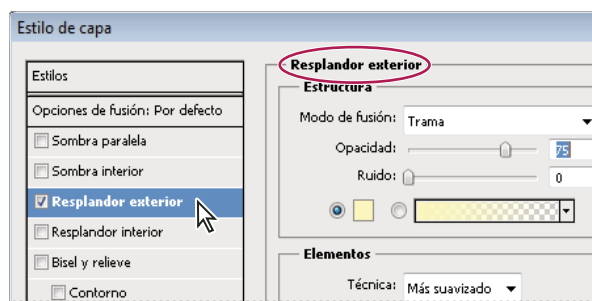 Estilo de capa
Estilos
Opciones de fusión: Por defecto
Sombra paralela
Sombra interior
Resplandor exterior
Resplandor interior
Bisel y relieve
Contorno
Resplandor exterior
Estructura
Modo de fusión: Trama
Opacidad: 75
Ruido: 0
Elementos
Técnica: Más suavizado